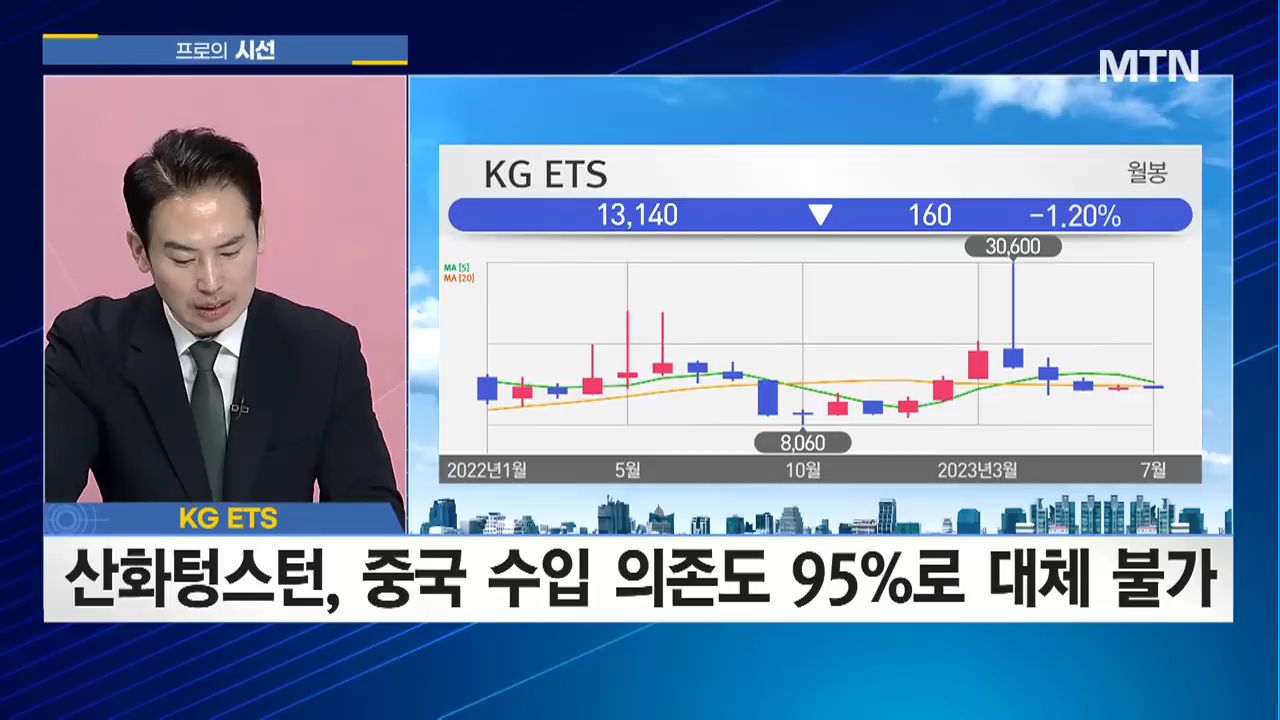 프로의 시선
MTN
KG ETS
월봉
13,140 ▼ 160 -1.20%
30,600
MA [5]
MA [20]
8,060
2022년1월 5월 10월 2023년3월 7월
KG ETS
산화텅스턴, 중국 수입 의존도 95%로 대체 불가